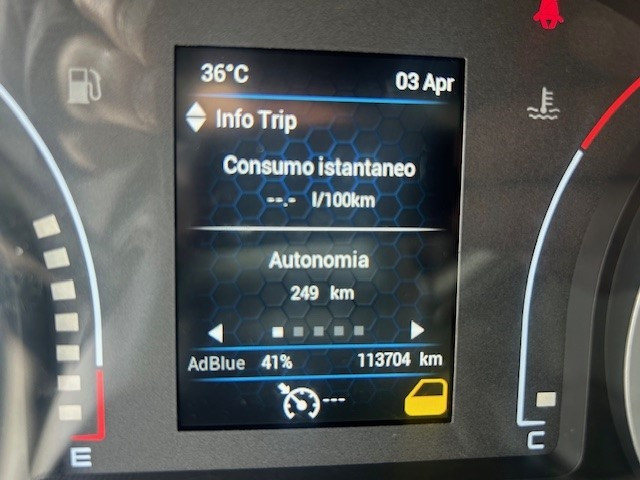 36°C
03 Apr
Info Trip
Consumo istantaneo
--.- l/100km
Autonomia
249 km
AdBlue 41% 113704 km
---
E
C